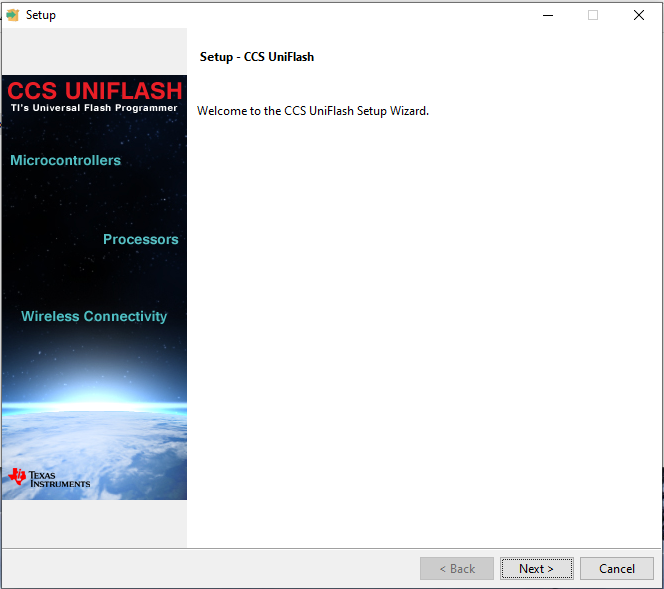 Setup
Setup - CCS UniFlash
CCS UNIFLASH
TI's Universal Flash Programmer
Welcome to the CCS UniFlash Setup Wizard.
Microcontrollers
Processors
Wireless Connectivity
TEXAS
INSTRUMENTS
< Back
Next >
Cancel